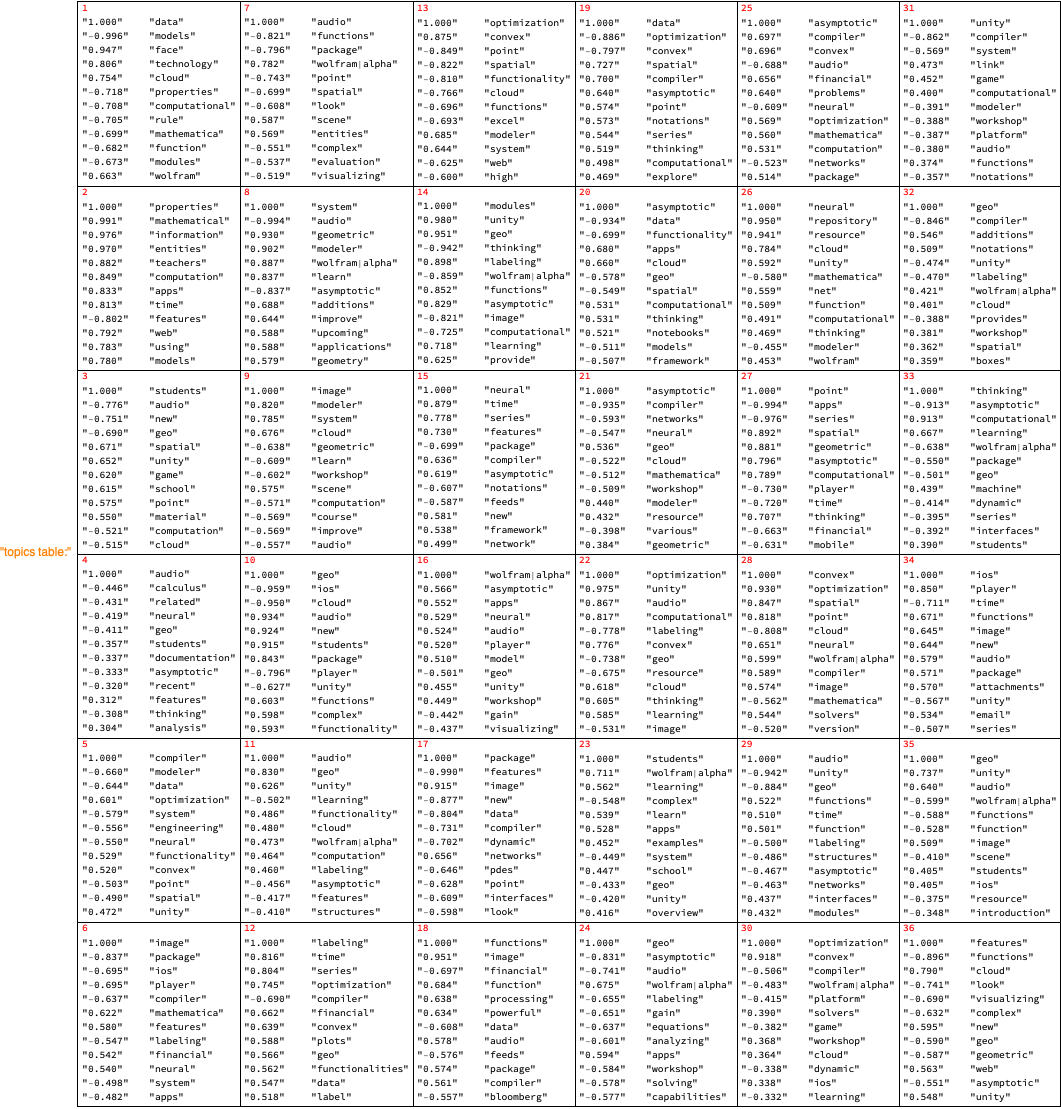 "topics table:"
1
"1.000" "data"
"-0.996" "models"
"0.947" "face"
"0.806" "technology"
"0.754" "cloud"
"-0.718" "properties"
"-0.708" "computational"
"-0.705" "rule"
"-0.699" "mathematica"
"-0.682" "function"
"-0.673" "modules"
"0.663" "wolfram"
2
"1.000" "properties"
"0.991" "mathematical"
"0.976" "information"
"0.970" "entities"
"0.882" "teachers"
"0.849" "computation"
"0.833" "apps"
"0.813" "time"
"-0.802" "features"
"0.792" "web"
"0.783" "using"
"0.780" "models"
3
"1.000" "students"
"-0.776" "audio"
"-0.751" "new"
"-0.690" "geo"
"0.671" "spatial"
"0.652" "unity"
"0.620" "game"
"0.615" "school"
"0.575" "point"
"0.550" "material"
"-0.521" "computation"
"-0.515" "cloud"
4
"1.000" "audio"
"-0.446" "calculus"
"-0.431" "related"
"-0.419" "neural"
"-0.411" "geo"
"-0.357" "students"
"-0.337" "documentation"
"-0.333" "asymptotic"
"-0.320" "recent"
"0.312" "features"
"-0.308" "thinking"
"0.304" "analysis"
5
"1.000" "compiler"
"-0.660" "modeler"
"-0.644" "data"
"0.601" "optimization"
"-0.579" "system"
"-0.556" "engineering"
"-0.550" "neural"
"0.529" "functionality"
"0.520" "convex"
"-0.503" "point"
"-0.490" "spatial"
"0.472" "unity"
6
"1.000" "image"
"-0.837" "package"
"-0.695" "ios"
"-0.695" "player"
"-0.637" "compiler"
"0.622" "mathematica"
"0.580" "features"
"-0.547" "labeling"
"0.542" "financial"
"0.540" "neural"
"-0.498" "system"
"-0.482" "apps"
7
"1.000" "audio"
"-0.821" "functions"
"-0.796" "package"
"0.782" "wolfram|alpha"
"-0.743" "point"
"-0.699" "spatial"
"-0.608" "look"
"0.587" "scene"
"0.569" "entities"
"-0.551" "complex"
"-0.537" "evaluation"
"-0.519" "visualizing"
8
"1.000" "system"
"-0.994" "audio"
"0.930" "geometric"
"0.902" "modeler"
"0.887" "wolfram|alpha"
"0.837" "learn"
"-0.837" "asymptotic"
"0.688" "additions"
"0.644" "improve"
"0.588" "upcoming"
"0.588" "applications"
"0.579" "geometry"
9
"1.000" "image"
"0.820" "modeler"
"0.785" "system"
"0.676" "cloud"
"-0.638" "geometric"
"-0.609" "learn"
"-0.602" "workshop"
"0.575" "scene"
"-0.571" "computation"
"-0.569" "course"
"-0.569" "improve"
"-0.557" "audio"
10
"1.000" "geo"
"-0.959" "ios"
"-0.950" "cloud"
"0.934" "audio"
"0.924" "new"
"0.915" "students"
"0.843" "package"
"-0.796" "player"
"-0.627" "unity"
"0.603" "functions"
"0.598" "complex"
"0.593" "functionality"
11
"1.000" "audio"
"0.830" "geo"
"0.626" "unity"
"-0.502" "learning"
"0.486" "functionality"
"0.480" "cloud"
"0.473" "wolfram|alpha"
"0.464" "computation"
"0.460" "labeling"
"-0.456" "asymptotic"
"-0.417" "features"
"-0.410" "structures"
12
"1.000" "labeling"
"0.816" "time"
"0.804" "series"
"0.745" "optimization"
"-0.690" "compiler"
"0.662" "financial"
"0.639" "convex"
"0.588" "plots"
"0.566" "geo"
"0.562" "functionalities"
"0.547" "data"
"0.518" "label"
13
"1.000" "optimization"
"0.875" "convex"
"-0.849" "point"
"-0.822" "spatial"
"-0.810" "functionality"
"-0.766" "cloud"
"-0.696" "functions"
"-0.693" "excel"
"0.685" "modeler"
"0.644" "system"
"-0.625" "web"
"-0.600" "high"
14
"1.000" "modules"
"0.980" "unity"
"0.951" "geo"
"-0.942" "thinking"
"0.898" "labeling"
"-0.859" "wolfram|alpha"
"0.852" "functions"
"0.829" "asymptotic"
"-0.821" "image"
"-0.725" "computational"
"0.718" "learning"
"0.625" "provide"
15
"1.000" "neural"
"0.879" "time"
"0.778" "series"
"0.730" "features"
"-0.699" "package"
"0.636" "compiler"
"0.619" "asymptotic"
"-0.607" "notations"
"-0.587" "feeds"
"0.581" "new"
"0.538" "framework"
"0.499" "network"
16
"1.000" "wolfram|alpha"
"0.566" "asymptotic"
"0.552" "apps"
"0.529" "neural"
"0.524" "audio"
"0.520" "player"
"0.510" "model"
"-0.501" "geo"
"0.455" "unity"
"0.449" "workshop"
"-0.442" "gain"
"-0.437" "visualizing"
17
"1.000" "package"
"-0.990" "features"
"0.915" "image"
"-0.877" "new"
"-0.804" "data"
"-0.731" "compiler"
"-0.702" "dynamic"
"0.656" "networks"
"-0.646" "pdes"
"-0.628" "point"
"-0.609" "interfaces"
"-0.598" "look"
18
"1.000" "functions"
"0.951" "image"
"-0.697" "financial"
"0.684" "function"
"0.638" "processing"
"0.634" "powerful"
"-0.608" "data"
"0.578" "audio"
"-0.576" "feeds"
"0.574" "package"
"0.561" "compiler"
"-0.557" "bloomberg"
19
"1.000" "data"
"-0.886" "optimization"
"-0.797" "convex"
"0.727" "spatial"
"0.700" "compiler"
"0.640" "asymptotic"
"0.574" "point"
"0.573" "notations"
"0.544" "series"
"0.519" "thinking"
"0.498" "computational"
"0.469" "explore"
20
"1.000" "asymptotic"
"-0.934" "data"
"-0.699" "functionality"
"0.680" "apps"
"0.660" "cloud"
"-0.578" "geo"
"-0.549" "spatial"
"0.531" "computational"
"0.531" "thinking"
"0.521" "notebooks"
"-0.511" "models"
"-0.507" "framework"
21
"1.000" "asymptotic"
"-0.935" "compiler"
"-0.593" "networks"
"-0.547" "neural"
"0.536" "geo"
"-0.522" "cloud"
"-0.512" "mathematica"
"-0.509" "workshop"
"0.440" "modeler"
"0.432" "resource"
"-0.398" "various"
"0.384" "geometric"
22
"1.000" "optimization"
"0.975" "unity"
"0.867" "audio"
"0.817" "computational"
"-0.778" "labeling"
"0.776" "convex"
"-0.738" "geo"
"-0.675" "resource"
"0.618" "cloud"
"0.605" "thinking"
"0.585" "learning"
"-0.531" "image"
23
"1.000" "students"
"0.711" "wolfram|alpha"
"0.562" "learning"
"-0.548" "complex"
"0.539" "learn"
"0.528" "apps"
"0.452" "examples"
"-0.449" "system"
"0.447" "school"
"-0.433" "geo"
"-0.420" "unity"
"0.416" "overview"
24
"1.000" "geo"
"-0.831" "asymptotic"
"-0.741" "audio"
"0.675" "wolfram|alpha"
"-0.655" "labeling"
"-0.651" "gain"
"-0.637" "equations"
"-0.601" "analyzing"
"0.594" "apps"
"-0.584" "workshop"
"-0.578" "solving"
"-0.577" "capabilities"
25
"1.000" "asymptotic"
"0.697" "compiler"
"0.696" "convex"
"-0.688" "audio"
"0.656" "financial"
"0.640" "problems"
"-0.609" "neural"
"0.569" "optimization"
"0.560" "mathematica"
"0.531" "computation"
"-0.523" "networks"
"0.514" "package"
26
"1.000" "neural"
"0.950" "repository"
"0.941" "resource"
"0.784" "cloud"
"0.592" "unity"
"-0.580" "mathematica"
"0.559" "net"
"0.509" "function"
"0.491" "computational"
"0.469" "thinking"
"-0.455" "modeler"
"0.453" "wolfram"
27
"1.000" "point"
"-0.994" "apps"
"-0.976" "series"
"0.892" "spatial"
"0.881" "geometric"
"0.796" "asymptotic"
"0.789" "computational"
"-0.730" "player"
"-0.720" "time"
"0.707" "thinking"
"-0.663" "financial"
"-0.631" "mobile"
28
"1.000" "convex"
"0.930" "optimization"
"0.847" "spatial"
"0.818" "point"
"-0.808" "cloud"
"0.651" "neural"
"0.599" "wolfram|alpha"
"0.589" "compiler"
"0.574" "image"
"-0.562" "mathematica"
"0.544" "solvers"
"-0.520" "version"
29
"1.000" "audio"
"-0.942" "unity"
"-0.884" "geo"
"0.522" "functions"
"0.510" "time"
"0.501" "function"
"-0.500" "labeling"
"-0.486" "structures"
"-0.467" "asymptotic"
"-0.463" "networks"
"0.437" "interfaces"
"0.432" "modules"
30
"1.000" "optimization"
"0.918" "convex"
"-0.506" "compiler"
"-0.483" "wolfram|alpha"
"-0.415" "platform"
"0.390" "solvers"
"-0.382" "game"
"0.368" "workshop"
"0.364" "cloud"
"-0.338" "dynamic"
"0.338" "ios"
"-0.332" "learning"
31
"1.000" "unity"
"-0.862" "compiler"
"-0.569" "system"
"0.473" "link"
"0.452" "game"
"0.400" "computational"
"-0.391" "modeler"
"-0.388" "workshop"
"-0.387" "platform"
"-0.380" "audio"
"0.374" "functions"
"-0.357" "notations"
32
"1.000" "geo"
"-0.846" "compiler"
"0.546" "additions"
"0.509" "notations"
"-0.474" "unity"
"-0.470" "labeling"
"0.421" "wolfram|alpha"
"0.401" "cloud"
"-0.388" "provides"
"0.381" "workshop"
"0.362" "spatial"
"0.359" "boxes"
33
"1.000" "thinking"
"-0.913" "asymptotic"
"0.913" "computational"
"0.667" "learning"
"-0.638" "wolfram|alpha"
"-0.550" "package"
"-0.501" "geo"
"0.439" "machine"
"-0.414" "dynamic"
"-0.395" "series"
"-0.392" "interfaces"
"0.390" "students"
34
"1.000" "ios"
"0.850" "player"
"-0.711" "time"
"0.671" "functions"
"0.645" "image"
"0.644" "new"
"0.579" "audio"
"0.571" "package"
"0.570" "attachments"
"-0.567" "unity"
"0.534" "email"
"-0.507" "series"
35
"1.000" "geo"
"0.737" "unity"
"0.640" "audio"
"-0.599" "wolfram|alpha"
"-0.588" "functions"
"-0.528" "function"
"0.509" "image"
"-0.410" "scene"
"0.405" "students"
"0.405" "ios"
"-0.375" "resource"
"-0.348" "introduction"
36
"1.000" "features"
"-0.896" "functions"
"0.790" "cloud"
"-0.741" "look"
"-0.690" "visualizing"
"-0.632" "complex"
"0.595" "new"
"-0.590" "geo"
"-0.587" "geometric"
"0.563" "web"
"-0.551" "asymptotic"
"0.548" "unity"